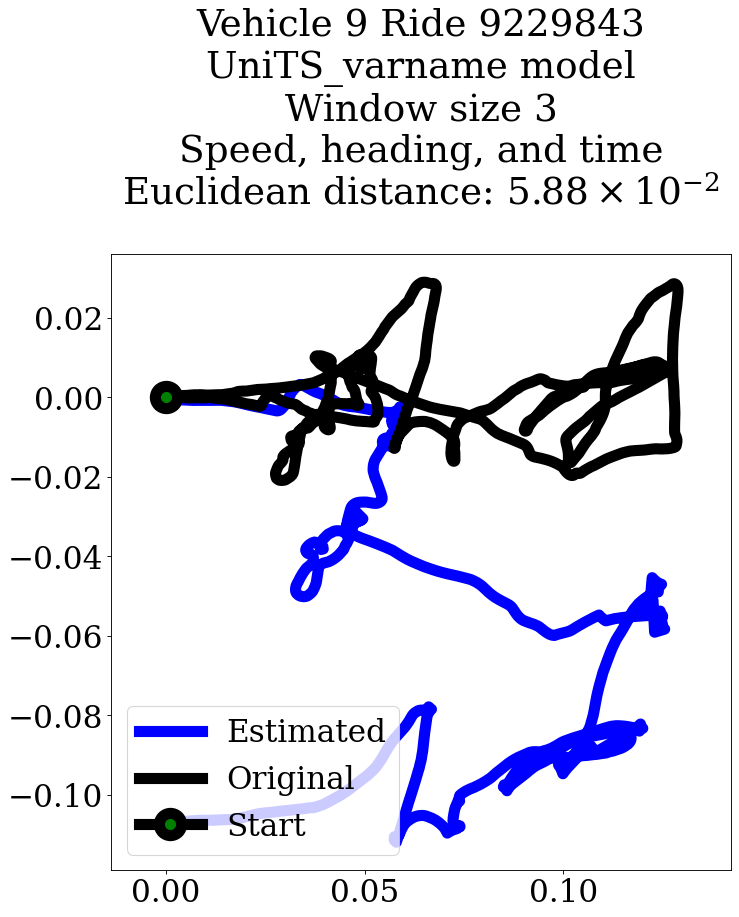 Vehicle 9 Ride 9229843
UniTS_varname model
Window size 3
Speed, heading, and time
Euclidean distance: 5.88 × 10⁻²
0.02
0.00
−0.02
−0.04
−0.06
−0.08
−0.10
Estimated
Original
Start
0.00 0.05 0.10